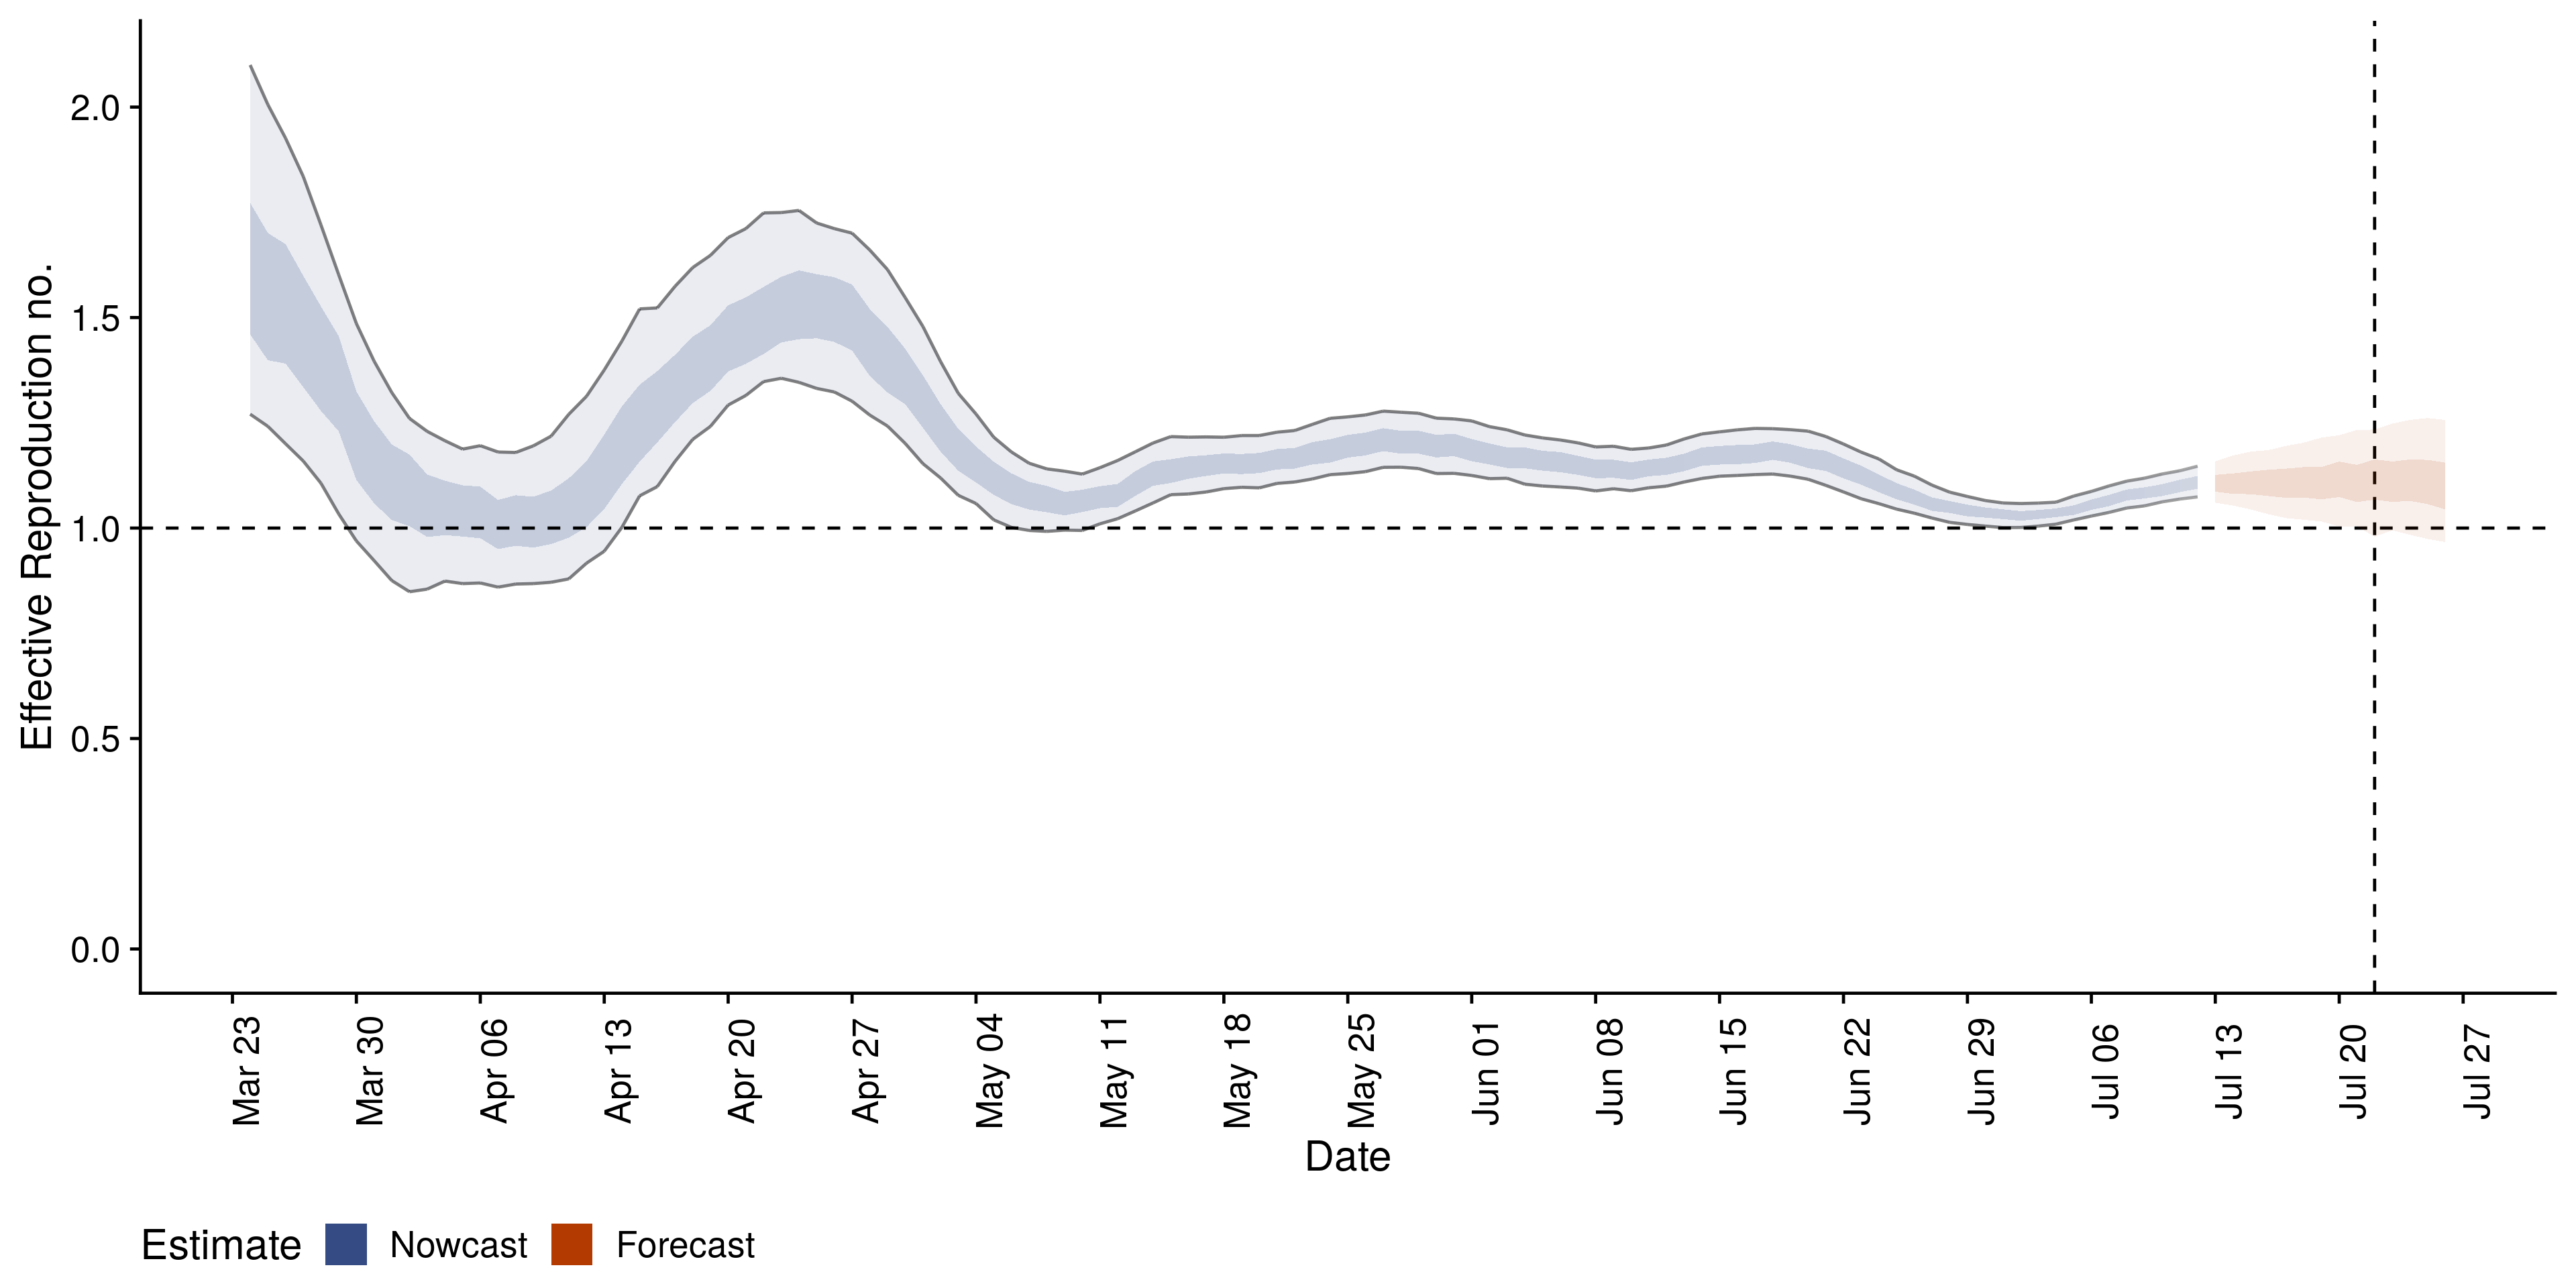 Effective Reproduction no.
2.0
1.5
1.0
0.5
0.0
Mar 23
Mar 30
Apr 06
Apr 13
Apr 20
Apr 27
May 04
May 11
May 18
May 25
Jun 01
Jun 08
Jun 15
Jun 22
Jun 29
Jul 06
Jul 13
Jul 20
Jul 27
Date
Estimate Nowcast Forecast